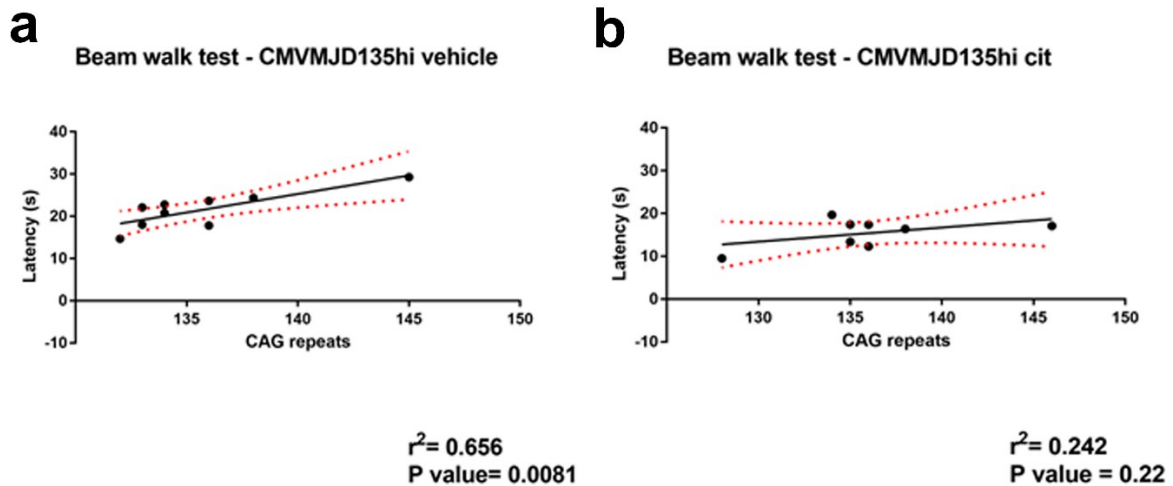 a
Beam walk test - CMVMJD135hi vehicle
40
30
20
10
0
-10
Latency (s)
135
140
145
150
CAG repeats
r²= 0.656
P value= 0.0081
b
Beam walk test - CMVMJD135hi cit
40
30
20
10
0
-10
Latency (s)
130
135
140
145
150
CAG repeats
r²= 0.242
P value = 0.22